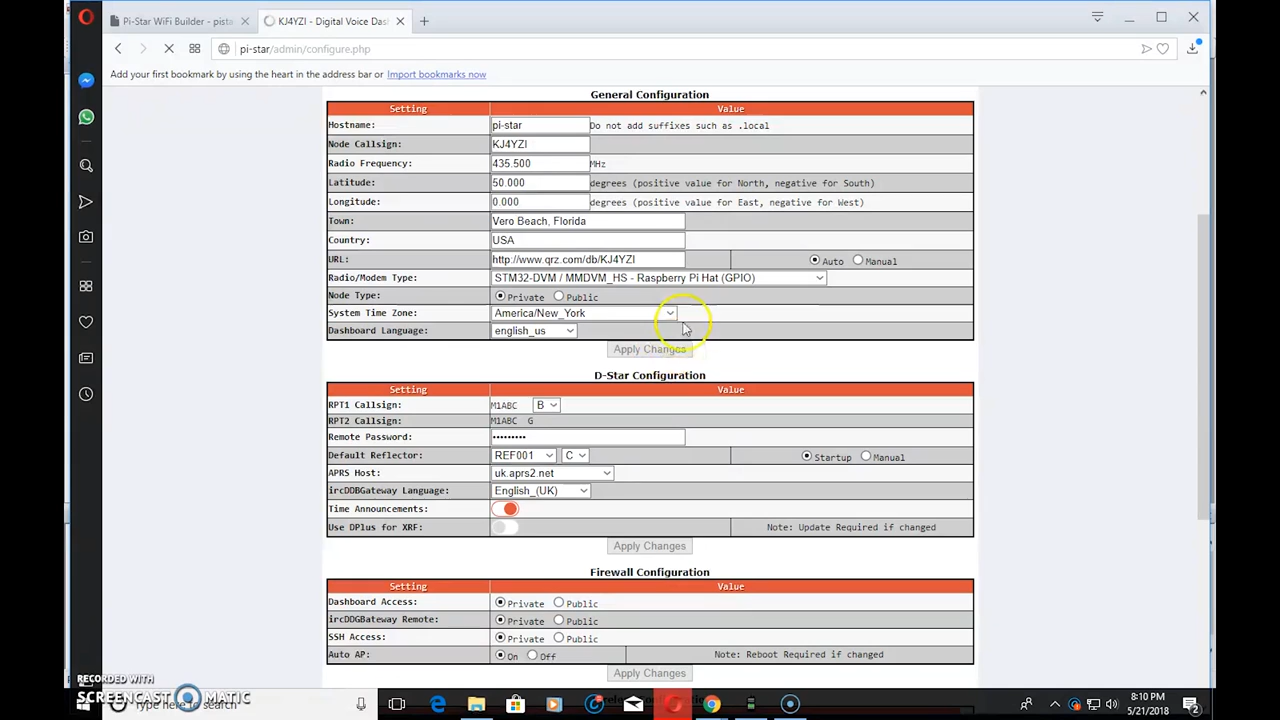 Pi-Star WiFi Builder - pista
KJ4YZI - Digital Voice Das
pi-star/admin/configure.php
Add your first bookmark by using the heart in the address bar or Import bookmarks now
General Configuration
Setting Value
Hostname: pi-star Do not add suffixes such as .local
Node Callsign: KJ4YZI
Radio Frequency: 435.500 MHz
Latitude: 50.000 degrees (positive value for North, negative for South)
Longitude: 0.000 degrees (positive value for East, negative for West)
Town: Vero Beach, Florida
Country: USA
URL: http://www.qrz.com/db/KJ4YZI Auto Manual
Radio/Modem Type: STM32-DVM / MMDVM_HS - Raspberry Pi Hat (GPIO)
Node Type: Private Public
System Time Zone: America/New_York
Dashboard Language: english_us
Apply Changes
D-Star Configuration
Setting Value
RPT1 Callsign: M1ABC B
RPT2 Callsign: M1ABC G
Remote Password: •••••••••
Default Reflector: REF001 C Startup Manual
APRS Host: uk.aprs2.net
ircDDBGateway Language: English_(UK)
Time Announcements:
Use DPlus for XRF: Note: Update Required if changed
Apply Changes
Firewall Configuration
Setting Value
Dashboard Access: Private Public
ircDDGBateway Remote: Private Public
SSH Access: Private Public
Auto AP: On Off Note: Reboot Required if changed
Apply Changes
RECORDED WITH
SCREENCAST MATIC
Type here to search
8:10 PM
5/21/2018
2